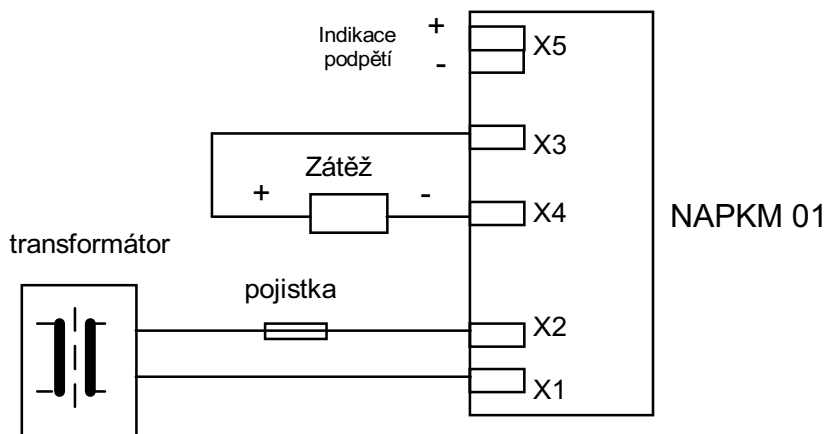 Indikace
podpětí
+
-
X5
X3
Zátěž
+
-
X4
NAPKM 01
transformátor
pojistka
X2
X1